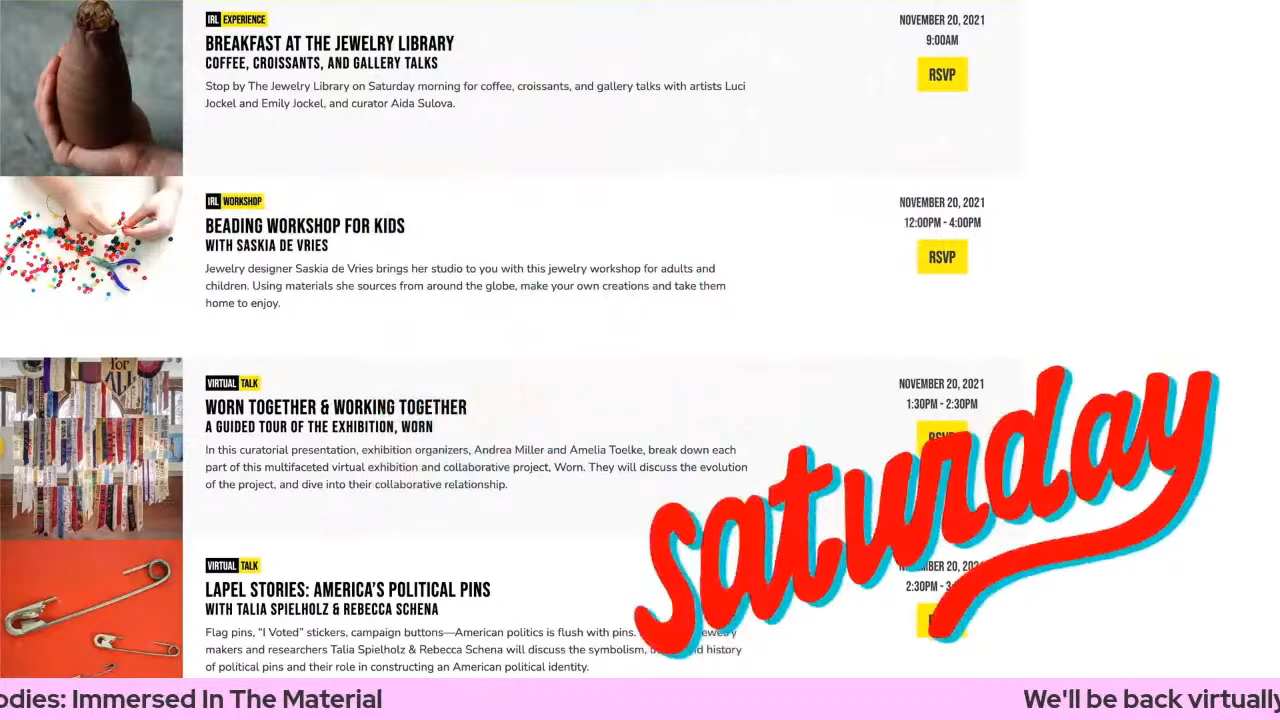 IRL EXPERIENCE
BREAKFAST AT THE JEWELRY LIBRARY
COFFEE, CROISSANTS, AND GALLERY TALKS
Stop by The Jewelry Library on Saturday morning for coffee, croissants, and gallery talks with artists Luci
Jockel and Emily Jockel, and curator Aida Sulova.
NOVEMBER 20, 2021
9:00AM
RSVP
IRL WORKSHOP
BEADING WORKSHOP FOR KIDS
WITH SASKIA DE VRIES
Jewelry designer Saskia de Vries brings her studio to you with this jewelry workshop for adults and
children. Using materials she sources from around the globe, make your own creations and take them
home to enjoy.
NOVEMBER 20, 2021
12:00PM - 4:00PM
RSVP
for
ALL
VIRTUAL TALK
WORN TOGETHER & WORKING TOGETHER
A GUIDED TOUR OF THE EXHIBITION, WORN
In this curatorial presentation, exhibition organizers, Andrea Miller and Amelia Toelke, break down each
part of this multifaceted virtual exhibition and collaborative project, Worn. They will discuss the evolution
of the project, and dive into their collaborative relationship.
NOVEMBER 20, 2021
1:30PM - 2:30PM
RSVP
saturday
VIRTUAL TALK
LAPEL STORIES: AMERICA'S POLITICAL PINS
WITH TALIA SPIELHOLZ & REBECCA SCHENA
Flag pins, “I Voted” stickers, campaign buttons—American politics is flush with pins.
makers and researchers Talia Spielholz & Rebecca Schena will discuss the symbolism, history
of political pins and their role in constructing an American political identity.
BER 20, 202
2:30PM - 3
odies: Immersed In The Material
We'll be back virtually